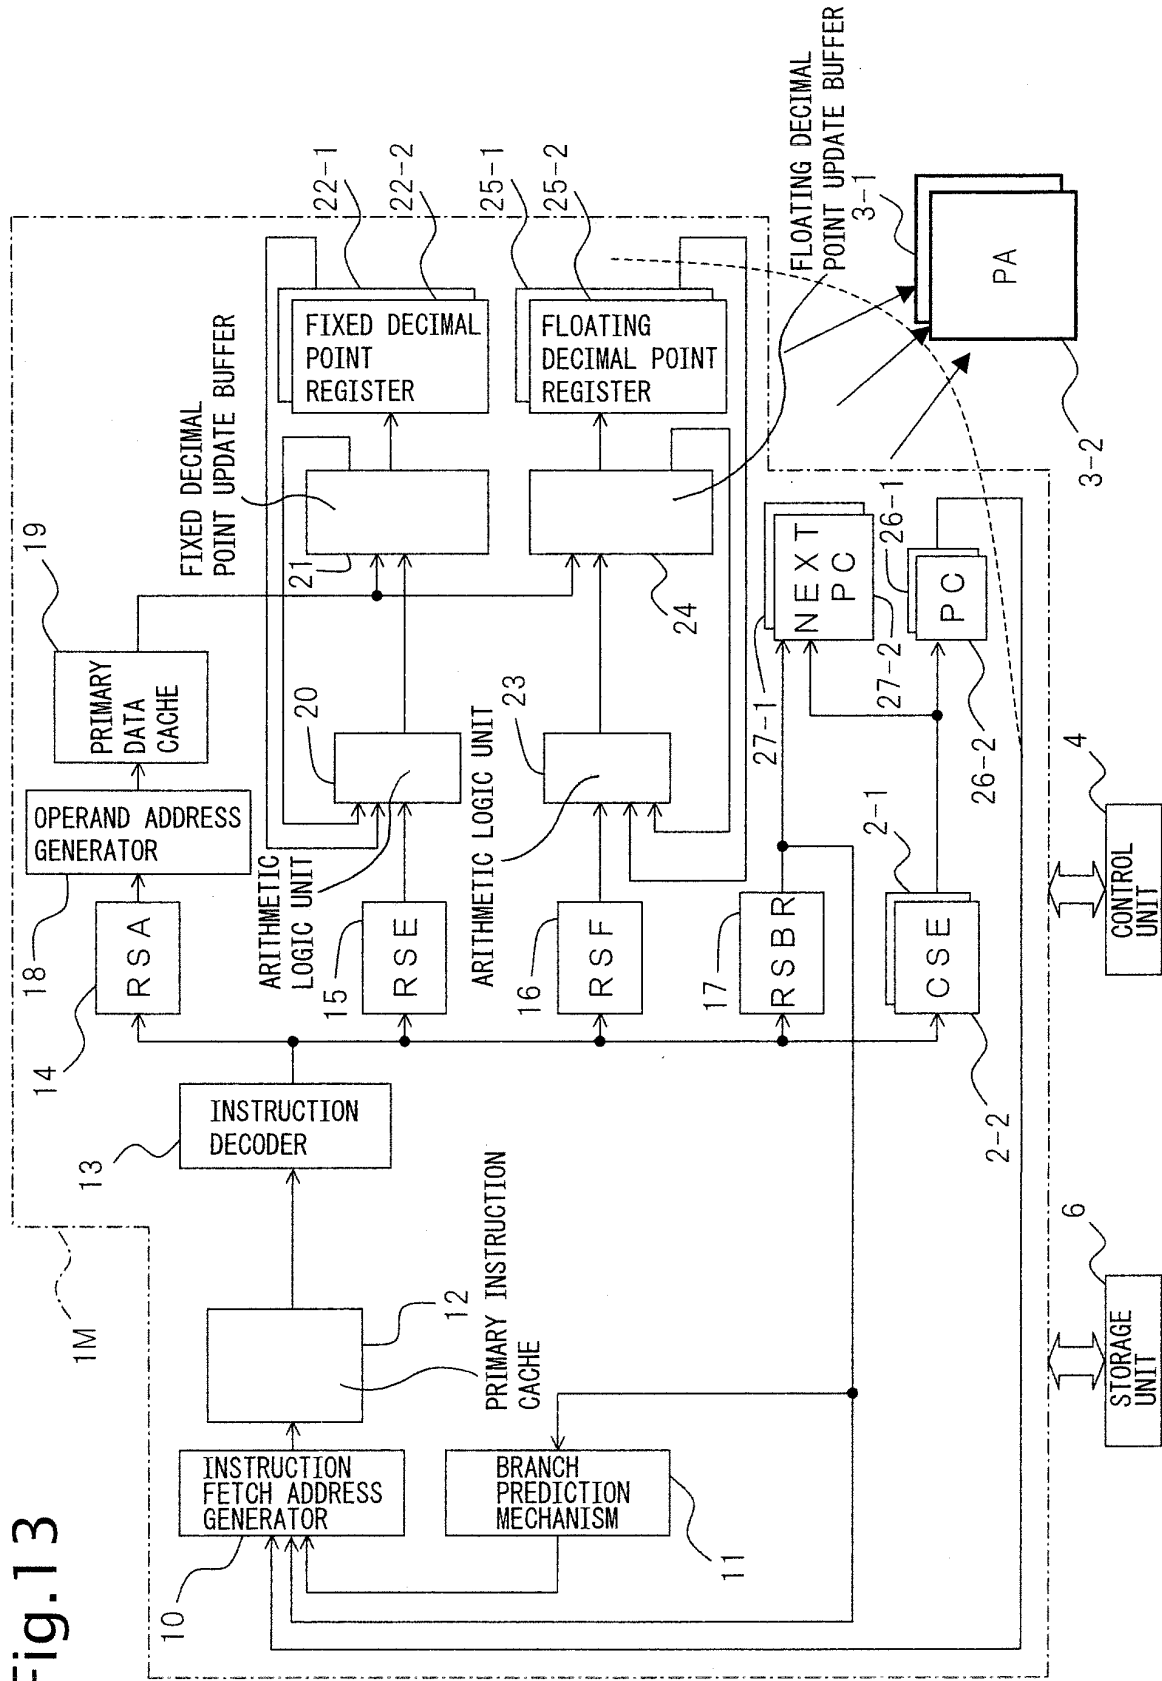 Fig.13
1M
10
INSTRUCTION
FETCH ADDRESS
GENERATOR
BRANCH
PREDICTION
MECHANISM
11
12
PRIMARY INSTRUCTION
CACHE
13
INSTRUCTION
DECODER
14
RSA
18
OPERAND ADDRESS
GENERATOR
19
PRIMARY
DATA
CACHE
15
RSE
ARITHMETIC
LOGIC UNIT
20
FIXED DECIMAL
POINT UPDATE BUFFER
21
FIXED DECIMAL
POINT
REGISTER
22-1
22-2
16
RSF
ARITHMETIC LOGIC UNIT
23
24
FLOATING
DECIMAL POINT
REGISTER
25-1
25-2
FLOATING DECIMAL
POINT UPDATE BUFFER
17
RSBR
27-1
NEXT
PC
27-2
2-1
CSE
2-2
26-1
PC
26-2
3-1
PA
3-2
4
CONTROL
UNIT
6
STORAGE
UNIT